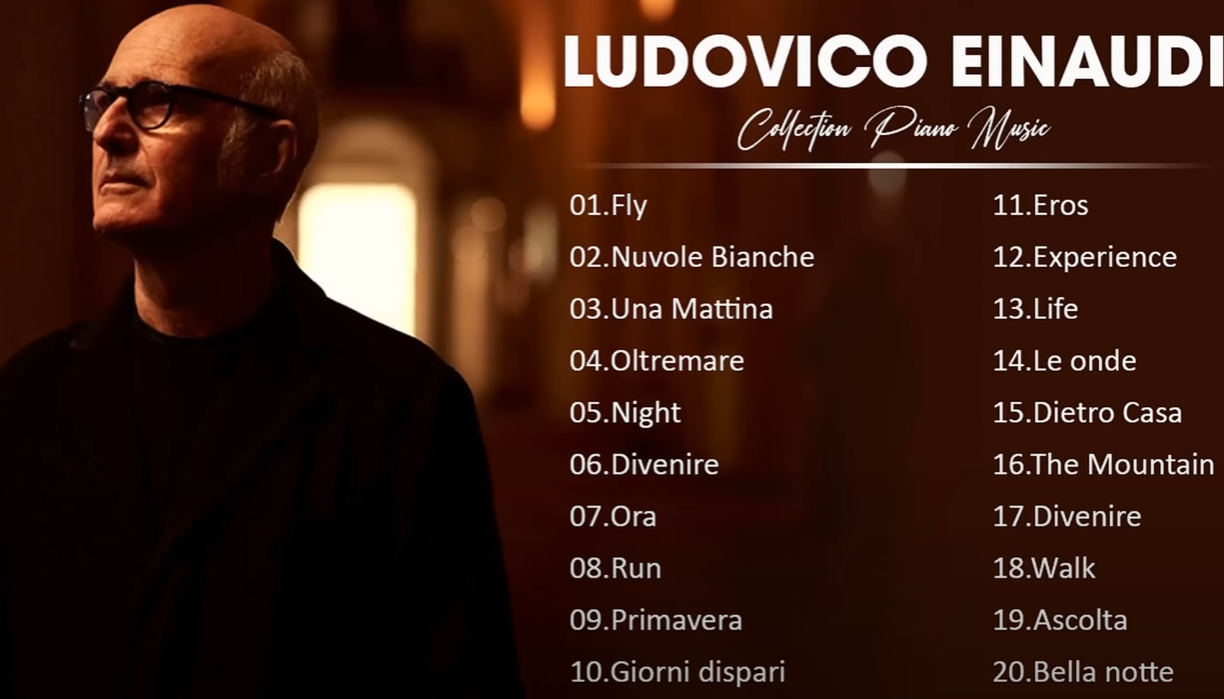 LUDOVICO EINAUDI
Collection Piano Music
01.Fly
02.Nuvole Bianche
03.Una Mattina
04.Oltremare
05.Night
06.Divenire
07.Ora
08.Run
09.Primavera
10.Giorni dispari
11.Eros
12.Experience
13.Life
14.Le onde
15.Dietro Casa
16.The Mountain
17.Divenire
18.Walk
19.Ascolta
20.Bella notte